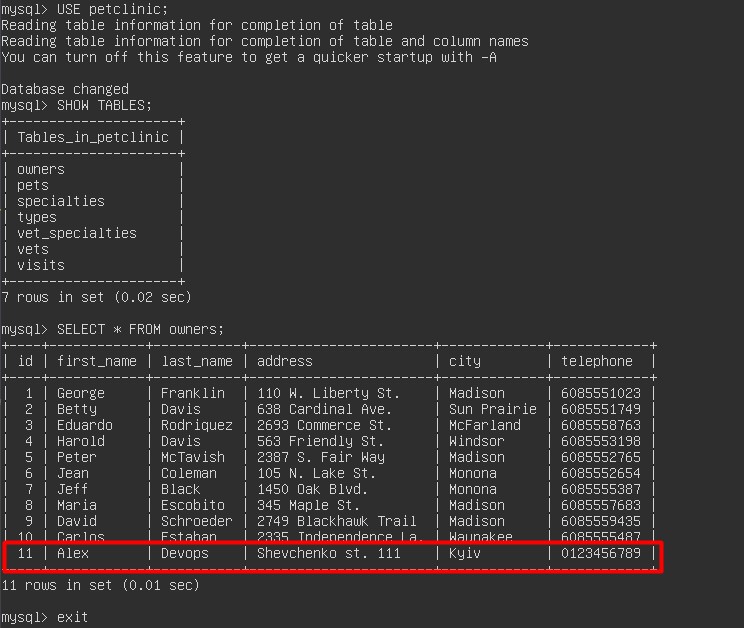 mysql> USE petclinic;
Reading table information for completion of table
Reading table information for completion of table and column names
You can turn off this feature to get a quicker startup with -A

Database changed
mysql> SHOW TABLES;
+---------------------+
| Tables_in_petclinic |
+---------------------+
| owners              |
| pets                |
| specialties         |
| types               |
| vet_specialties     |
| vets                |
| visits              |
+---------------------+
7 rows in set (0.02 sec)

mysql> SELECT * FROM owners;
+----+------------+-----------+-----------------------+-------------+------------+
| id | first_name | last_name | address               | city        | telephone  |
+----+------------+-----------+-----------------------+-------------+------------+
|  1 | George     | Franklin  | 110 W. Liberty St.    | Madison     | 6085551023 |
|  2 | Betty      | Davis     | 638 Cardinal Ave.     | Sun Prairie | 6085551749 |
|  3 | Eduardo    | Rodriquez | 2693 Commerce St.     | McFarland   | 6085558763 |
|  4 | Harold     | Davis     | 563 Friendly St.      | Windsor     | 6085553198 |
|  5 | Peter      | McTavish  | 2387 S. Fair Way      | Madison     | 6085552765 |
|  6 | Jean       | Coleman   | 105 N. Lake St.       | Monona      | 6085552654 |
|  7 | Jeff       | Black     | 1450 Oak Blvd.        | Monona      | 6085555387 |
|  8 | Maria      | Escobito  | 345 Maple St.         | Madison     | 6085557683 |
|  9 | David      | Schroeder | 2749 Blackhawk Trail  | Madison     | 6085559435 |
| 10 | Carlos     | Estaban   | 2335 Independence La. | Waunakee    | 6085555487 |
| 11 | Alex       | Devops    | Shevchenko st. 111    | Kyiv        | 0123456789 |
+----+------------+-----------+-----------------------+-------------+------------+
11 rows in set (0.01 sec)

mysql> exit